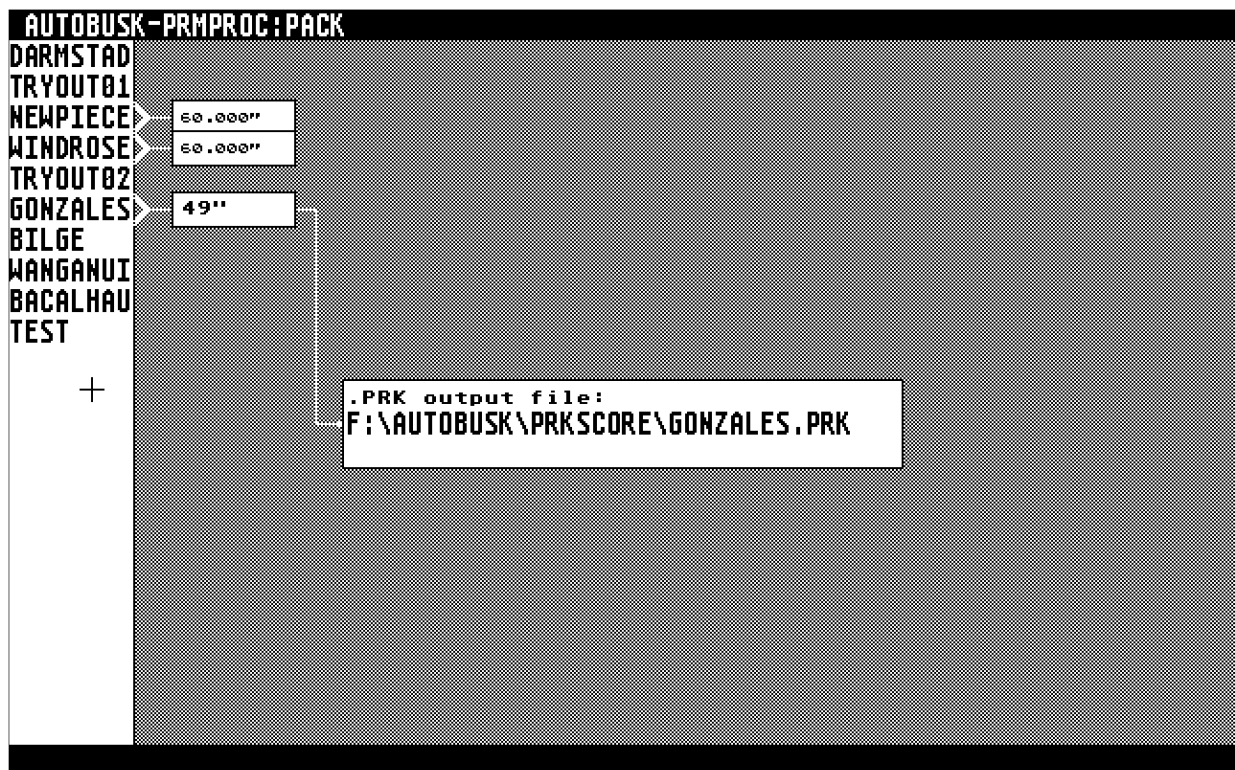 AUTOBUSK-PRMPROC:PACK
DARMSTAD
TRYOUT01
NEWPIECE 60.000"
WINDROSE 60.000"
TRYOUT02
GONZALES 49"
BILGE
WANGANUI
BACALHAU
TEST
.PRK output file:
F:\AUTOBUSK\PRKSCORE\GONZALES.PRK